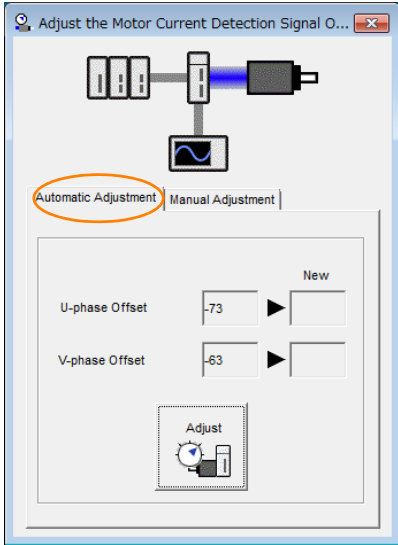 Adjust the Motor Current Detection Signal O...
Automatic Adjustment Manual Adjustment
New
U-phase Offset -73
V-phase Offset -63
Adjust